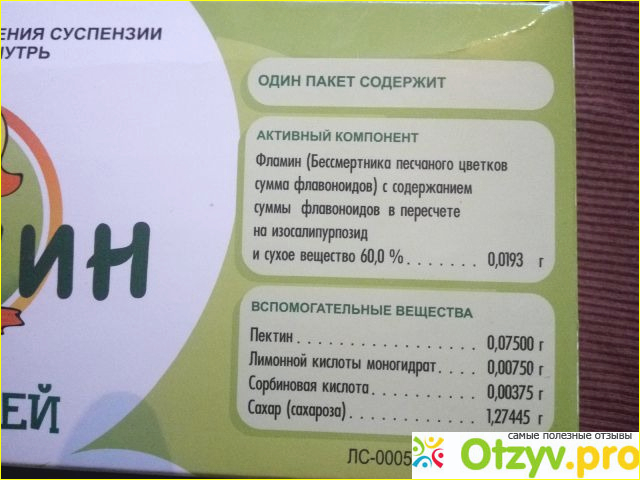 ЕНИЯ СУСПЕНЗИИ
НУТРЬ
ИН
ЕЙ
ОДИН ПАКЕТ СОДЕРЖИТ
АКТИВНЫЙ КОМПОНЕНТ
Фламин (Бессмертника песчаного цветков
сумма флавоноидов) с содержанием
суммы флавоноидов в пересчете
на изосалипурпозид
и сухое вещество 60,0 % . . . . . . . 0,0193 г
ВСПОМОГАТЕЛЬНЫЕ ВЕЩЕСТВА
Пектин . . . . . . . . . . . . . . . . 0,07500 г
Лимонной кислоты моногидрат . . . . 0,00750 г
Сорбиновая кислота . . . . . . . . . . 0,00375 г
Сахар (сахароза) . . . . . . . . . . . . 1,27445 г
ЛС-0005
самые полезные отзывы
Otzyv.pro